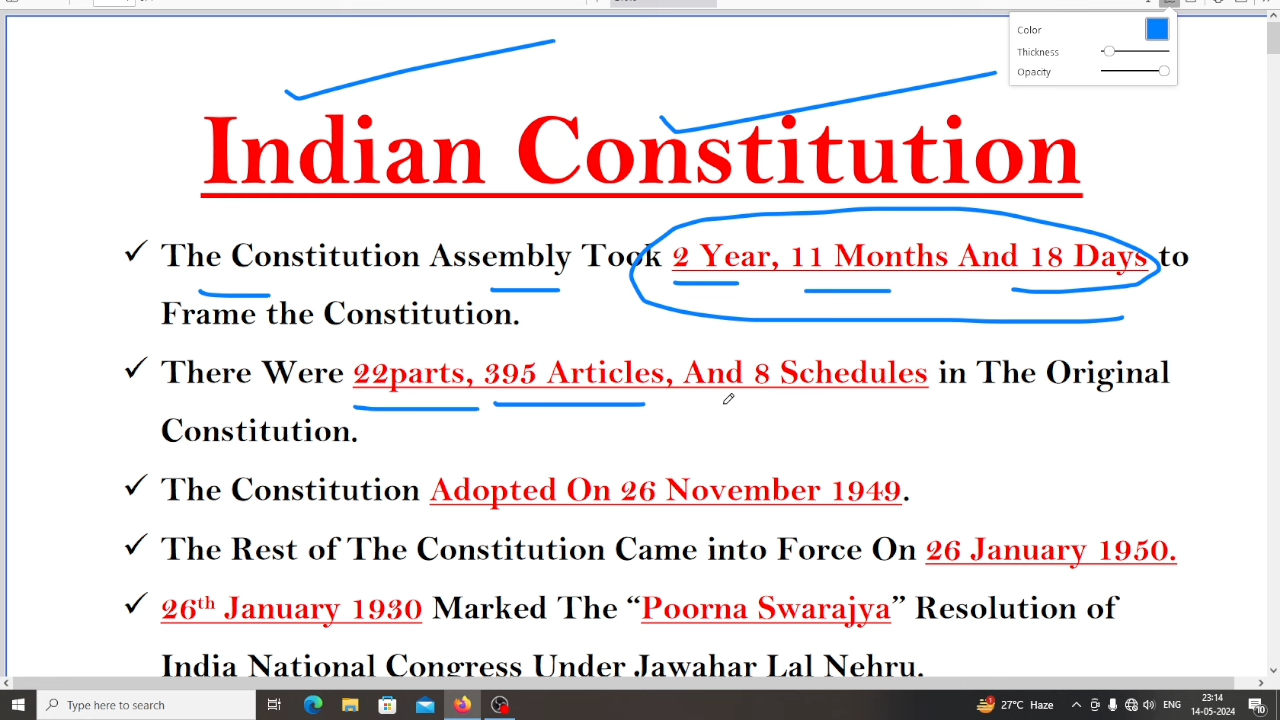 Color
Thickness
Opacity
Indian Constitution
✓ The Constitution Assembly Took 2 Year, 11 Months And 18 Days to
Frame the Constitution.
✓ There Were 22parts, 395 Articles, And 8 Schedules in The Original
Constitution.
✓ The Constitution Adopted On 26 November 1949.
✓ The Rest of The Constitution Came into Force On 26 January 1950.
✓ 26th January 1930 Marked The “Poorna Swarajya” Resolution of
India National Congress Under Jawahar Lal Nehru.
Type here to search
27°C Haze
ENG
23:14
14-05-2024
10